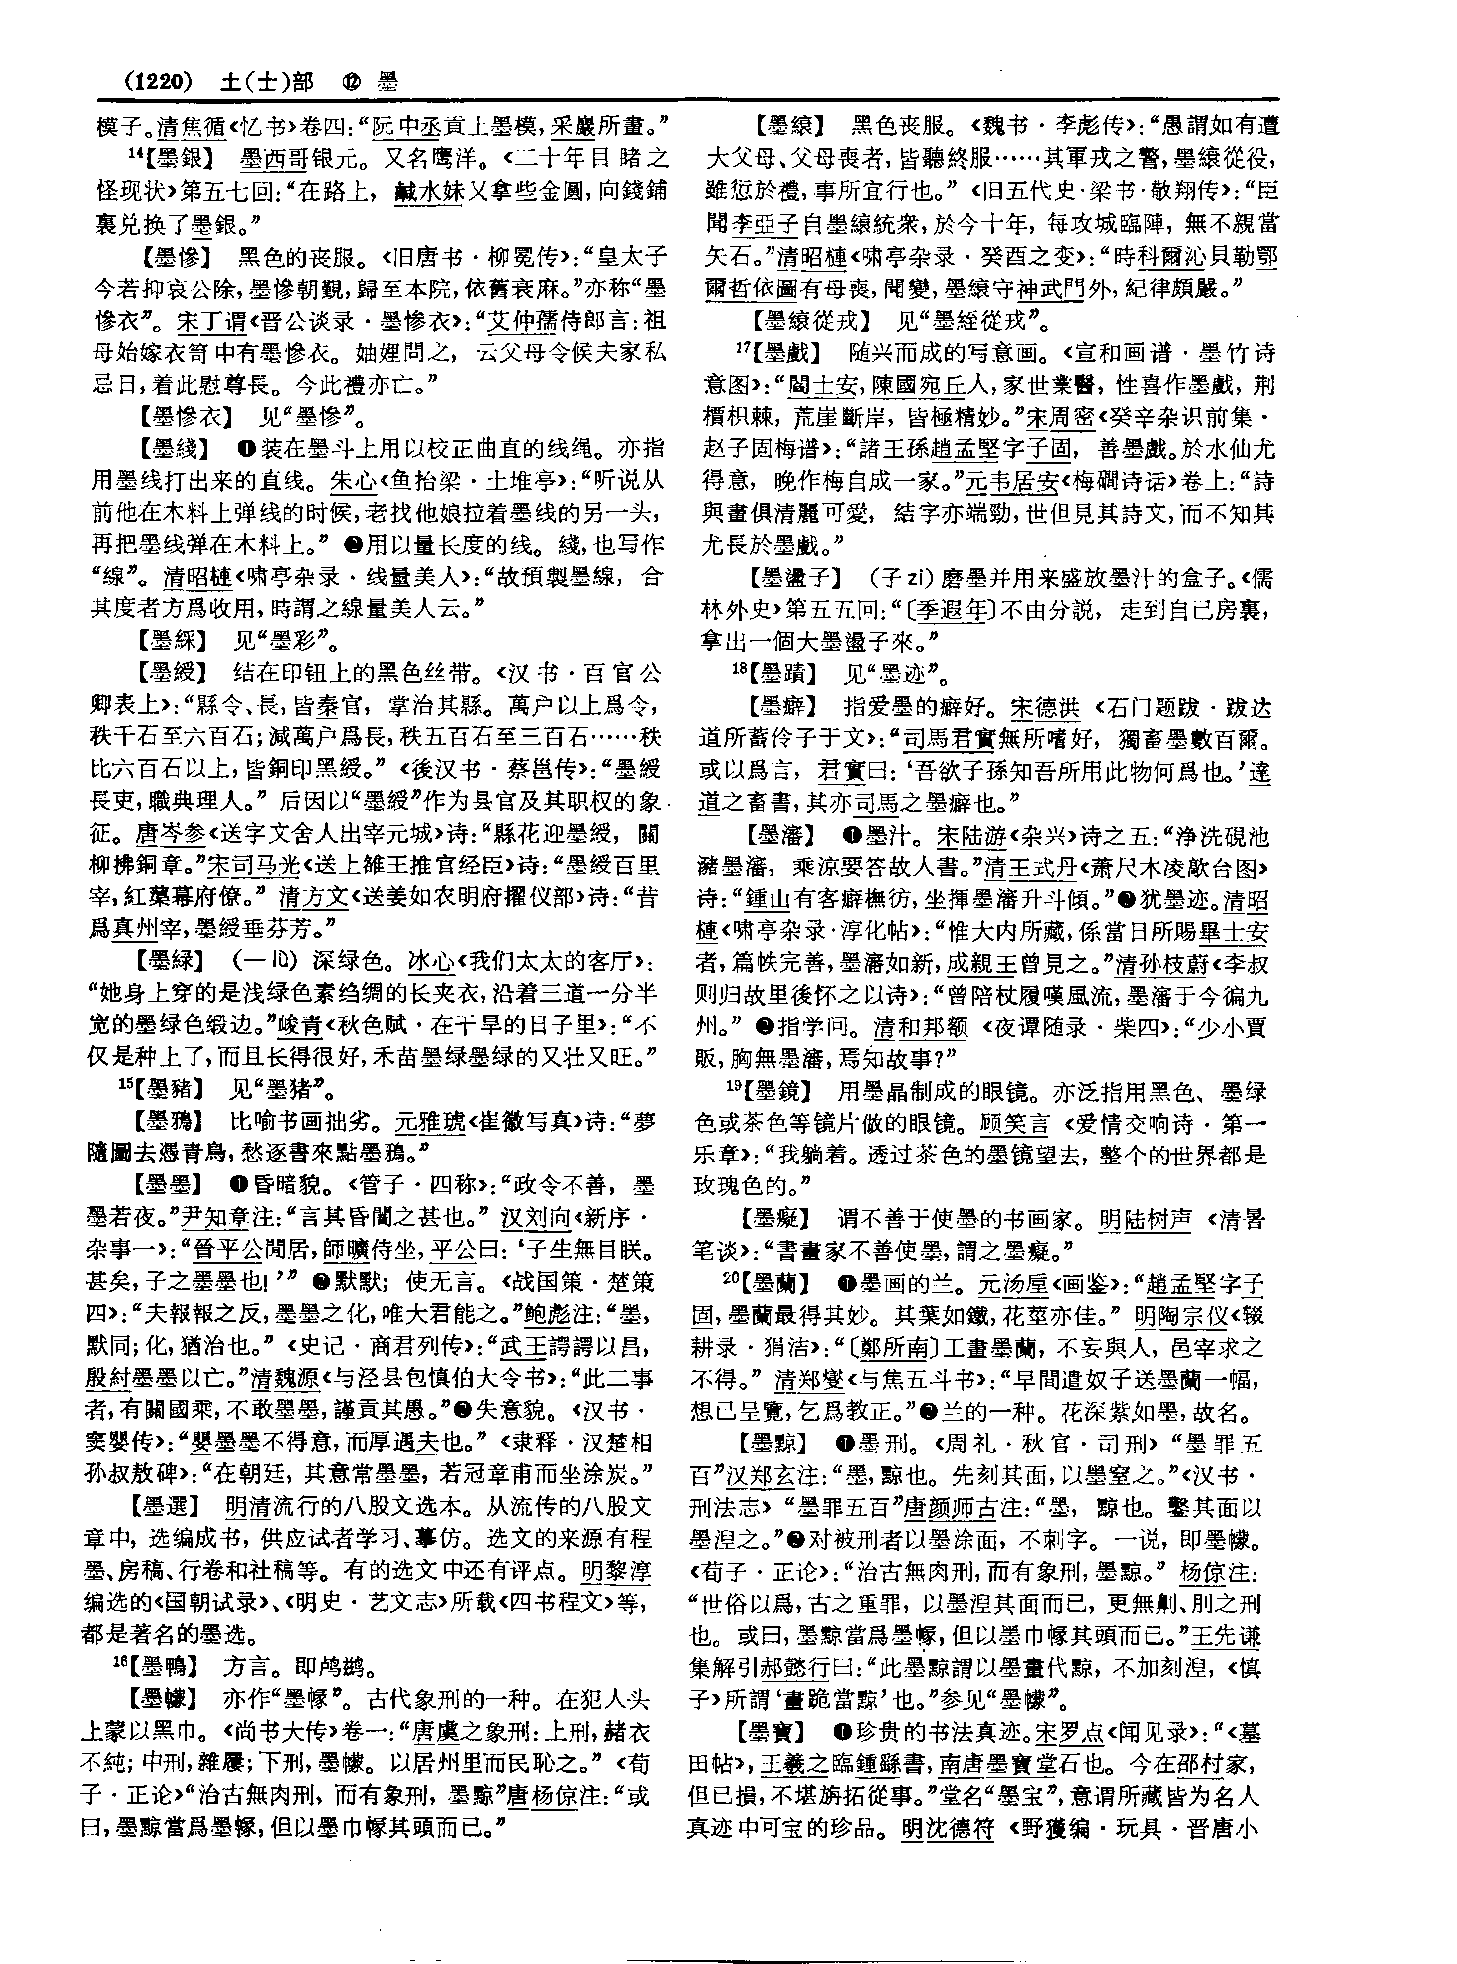 (1220) 土(士)部 ⑫ 墨
模子。清焦循《忆书》卷四:“阮中丞貢上墨模,采巖所畫。”
14【墨銀】 墨西哥银元。又名鹰洋。《二十年目睹之
怪现状》第五七回:“在路上,鹹水妹又拿些金圓,向錢鋪
裏兑换了墨銀。”
【墨慘】 黑色的丧服。《旧唐书·柳冕传》:“皇太子
今若抑哀公除,墨慘朝覲,歸至本院,依舊衰麻。”亦称“墨
慘衣”。宋丁谓《晋公谈录·墨惨衣》:“艾仲孺侍郎言:祖
母始嫁衣笥中有墨慘衣。妯娌問之,云父母令候夫家私
忌日,着此慰尊長。今此禮亦亡。”
【墨慘衣】 见“墨慘”。
【墨綫】 ❶装在墨斗上用以校正曲直的线绳。亦指
用墨线打出来的直线。朱心《鱼抬梁·土堆亭》:“听说从
前他在木料上弹线的时候,老找他娘拉着墨线的另一头,
再把墨线弹在木料上。” ❷用以量长度的线。綫,也写作
“線”。清昭槤《啸亭杂录·线量美人》:“故預製墨線,合
其度者方爲收用,時謂之線量美人云。”
【墨綵】 见“墨彩”。
【墨綬】 结在印钮上的黑色丝带。《汉书·百官公
卿表上》:“縣令、長,皆秦官,掌治其縣。萬户以上爲令,
秩千石至六百石;減萬户爲長,秩五百石至三百石……秩
比六百石以上,皆銅印黑綬。” 《後汉书·蔡邕传》:“墨綬
長吏,職典理人。” 后因以“墨綬”作为县官及其职权的象
征。唐岑参《送宇文舍人出宰元城》诗:“縣花迎墨綬,關
柳拂銅章。”宋司马光《送上雒王推官经臣》诗:“墨綬百里
宰,紅蘂幕府僚。” 清方文《送姜如农明府擢仪部》诗:“昔
爲真州宰,墨綬垂芬芳。”
【墨緑】 (一lǜ) 深绿色。冰心《我们太太的客厅》:
“她身上穿的是浅绿色素绉绸的长夹衣,沿着三道一分半
宽的墨绿色缎边。”峻青《秋色赋·在干旱的日子里》:“不
仅是种上了,而且长得很好,禾苗墨绿墨绿的又壮又旺。”
15【墨豬】 见“墨猪”。
【墨鴉】 比喻书画拙劣。元雅琥《崔徽写真》诗:“夢
隨圖去憑青鳥,愁逐書來點墨鴉。”
【墨墨】 ❶昏暗貌。《管子·四称》:“政令不善,墨
墨若夜。”尹知章注:“言其昏闇之甚也。” 汉刘向《新序·
杂事一》:“晉平公閒居,師曠侍坐,平公曰:‘子生無目眹。
甚矣,子之墨墨也!’” ❷默默;使无言。《战国策·楚策
四》:“夫報報之反,墨墨之化,唯大君能之。”鲍彪注:“墨,
默同;化,猶治也。” 《史记·商君列传》:“武王諤諤以昌,
殷紂墨墨以亡。”清魏源《与泾县包慎伯大令书》:“此二事
者,有關國乘,不敢墨墨,謹貢其愚。”❸失意貌。《汉书·
窦婴传》:“嬰墨墨不得意,而厚遇夫也。” 《隶释·汉楚相
孙叔敖碑》:“在朝廷,其意常墨墨,若冠章甫而坐涂炭。”
【墨選】 明清流行的八股文选本。从流传的八股文
章中,选编成书,供应试者学习、摹仿。选文的来源有程
墨、房稿、行卷和社稿等。有的选文中还有评点。明黎淳
编选的《国朝试录》、《明史·艺文志》所载《四书程文》等,
都是著名的墨选。
16【墨鴨】 方言。即鸬鹚。
【墨幪】 亦作“墨幏”。古代象刑的一种。在犯人头
上蒙以黑巾。《尚书大传》卷一:“唐虞之象刑:上刑,赭衣
不純;中刑,雜屨;下刑,墨幪。以居州里而民恥之。” 《荀
子·正论》“治古無肉刑,而有象刑,墨黥”唐杨倞注:“或
曰,墨黥當爲墨幏,但以墨巾幏其頭而已。”
【墨縗】 黑色丧服。《魏书·李彪传》:“愚謂如有遭
大父母、父母喪者,皆聽終服……其軍戎之警,墨縗從役,
雖愆於禮,事所宜行也。” 《旧五代史·梁书·敬翔传》:“臣
聞李亞子自墨縗統衆,於今十年,每攻城臨陣,無不親當
矢石。”清昭槤《啸亭杂录·癸酉之变》:“時科爾沁貝勒鄂
爾哲依圖有母喪,聞變,墨縗守神武門外,紀律頗嚴。”
【墨縗從戎】 见“墨絰從戎”。
17【墨戲】 随兴而成的写意画。《宣和画谱·墨竹诗
意图》:“閻士安,陳國宛丘人,家世業醫,性喜作墨戲,荆
檟枳棘,荒崖斷岸,皆極精妙。”宋周密《癸辛杂识前集·
赵子固梅谱》:“諸王孫趙孟堅字子固,善墨戲。於水仙尤
得意,晚作梅自成一家。”元韦居安《梅磵诗话》卷上:“詩
與畫俱清麗可愛,結字亦端勁,世但見其詩文,而不知其
尤長於墨戲。”
【墨盪子】 (子zi) 磨墨并用来盛放墨汁的盒子。《儒
林外史》第五五回:“〔季遐年〕不由分説,走到自己房裏,
拿出一個大墨盪子來。”
18【墨蹟】 见“墨迹”。
【墨癖】 指爱墨的癖好。宋德洪 《石门题跋·跋达
道所蓄伶子于文》:“司馬君實無所嗜好,獨畜墨數百爾。
或以爲言,君實曰:‘吾欲子孫知吾所用此物何爲也。’達
道之畜書,其亦司馬之墨癖也。”
【墨瀋】 ❶墨汁。宋陆游《杂兴》诗之五:“净洗硯池
瀦墨瀋,乘涼要答故人書。”清王式丹《萧尺木凌歊台图》
诗:“鍾山有客癖橅彷,坐揮墨瀋升斗傾。”❷犹墨迹。清昭
槤《啸亭杂录·淳化帖》:“惟大内所藏,係當日所賜畢士安
者,篇帙完善,墨瀋如新,成親王曾見之。”清孙枝蔚《李叔
则归故里後怀之以诗》:“曾陪杖履嘆風流,墨瀋于今徧九
州。” ❸指学问。清和邦额 《夜谭随录·柴四》:“少小賈
販,胸無墨瀋,焉知故事?”
19【墨鏡】 用墨晶制成的眼镜。亦泛指用黑色、墨绿
色或茶色等镜片做的眼镜。顾笑言 《爱情交响诗·第一
乐章》:“我躺着。透过茶色的墨镜望去,整个的世界都是
玫瑰色的。”
【墨癡】 谓不善于使墨的书画家。明陆树声 《清暑
笔谈》:“書畫家不善使墨,謂之墨癡。”
20【墨蘭】 ❶墨画的兰。元汤垕《画鉴》:“趙孟堅字子
固,墨蘭最得其妙。其葉如鐵,花莖亦佳。” 明陶宗仪《辍
耕录·狷洁》:“〔鄭所南〕工畫墨蘭,不妄與人,邑宰求之
不得。” 清郑燮《与焦五斗书》:“早間遣奴子送墨蘭一幅,
想已呈覽,乞爲教正。”❷兰的一种。花深紫如墨,故名。
【墨黥】 ❶墨刑。《周礼·秋官·司刑》 “墨罪五
百”汉郑玄注:“墨,黥也。先刻其面,以墨窒之。”《汉书·
刑法志》 “墨罪五百”唐颜师古注:“墨,黥也。鑿其面以
墨涅之。”❷对被刑者以墨涂面,不刺字。一说,即墨幪。
《荀子·正论》:“治古無肉刑,而有象刑,墨黥。” 杨倞注:
“世俗以爲,古之重罪,以墨涅其面而已,更無劓、刖之刑
也。或曰,墨黥當爲墨幏,但以墨巾幏其頭而已。”王先谦
集解引郝懿行曰:“此墨黥謂以墨畫代黥,不加刻涅,《慎
子》所謂‘畫跪當黥’也。”参见“墨幪”。
【墨寶】 ❶珍贵的书法真迹。宋罗点《闻见录》:“《墓
田帖》,王羲之臨鍾繇書,南唐墨寶堂石也。今在邵村家,
但已損,不堪旃拓從事。”堂名“墨宝”,意谓所藏皆为名人
真迹中可宝的珍品。明沈德符 《野獲编·玩具·晋唐小